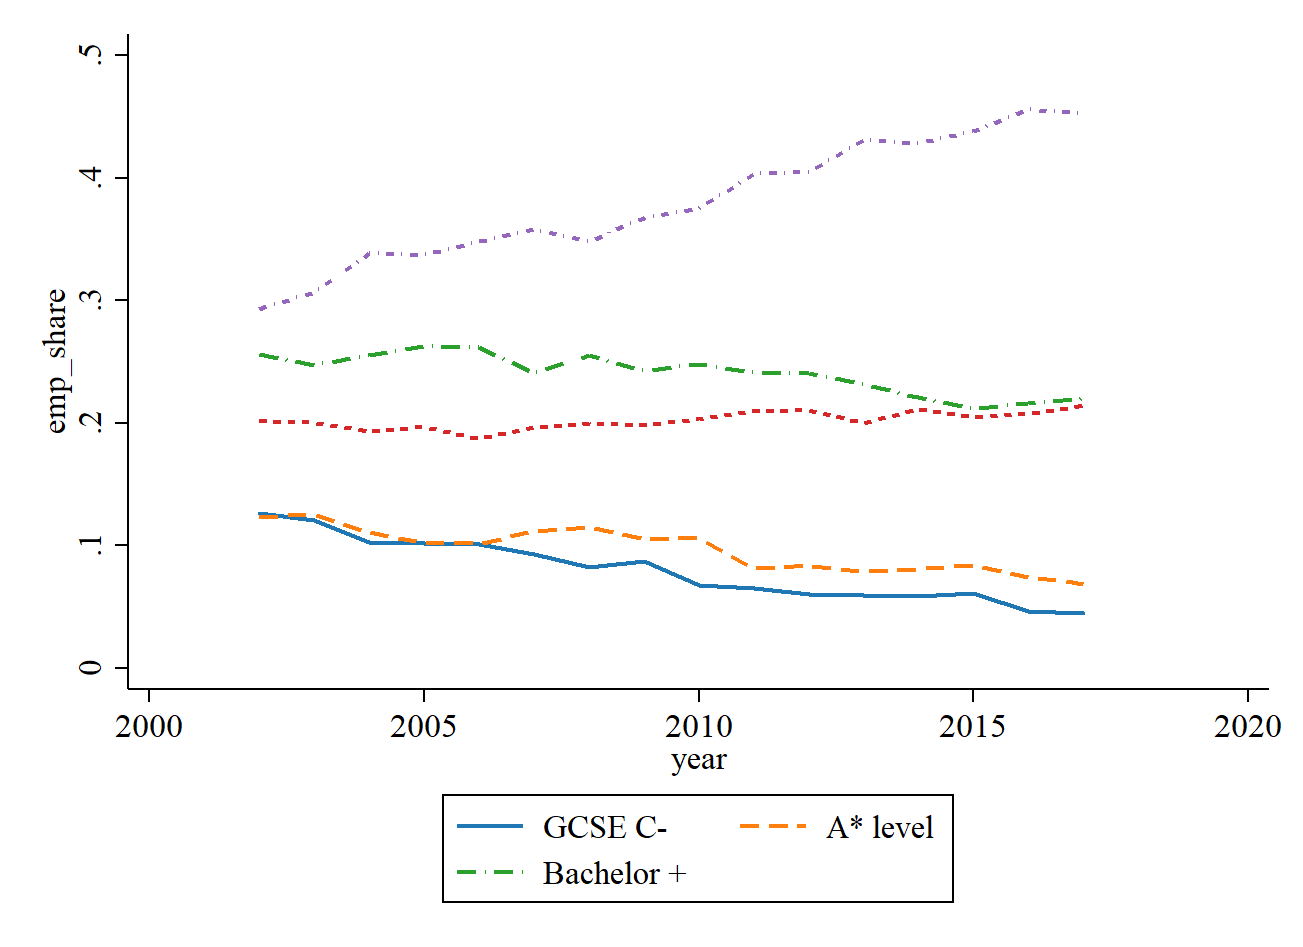 .5
.4
.3
.2
.1
0
emp_share
2000 2005 2010 2015 2020
year
GCSE C- A* level
Bachelor +